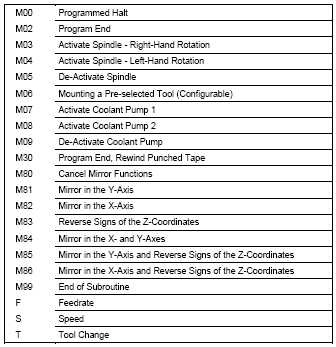 M00 Programmed Halt
M02 Program End
M03 Activate Spindle - Right-Hand Rotation
M04 Activate Spindle - Left-Hand Rotation
M05 De-Activate Spindle
M06 Mounting a Pre-selected Tool (Configurable)
M07 Activate Coolant Pump 1
M08 Activate Coolant Pump 2
M09 De-Activate Coolant Pump
M30 Program End, Rewind Punched Tape
M80 Cancel Mirror Functions
M81 Mirror in the Y-Axis
M82 Mirror in the X-Axis
M83 Reverse Signs of the Z-Coordinates
M84 Mirror in the X- and Y-Axes
M85 Mirror in the Y-Axis and Reverse Signs of the Z-Coordinates
M86 Mirror in the X-Axis and Reverse Signs of the Z-Coordinates
M99 End of Subroutine
F Feedrate
S Speed
T Tool Change